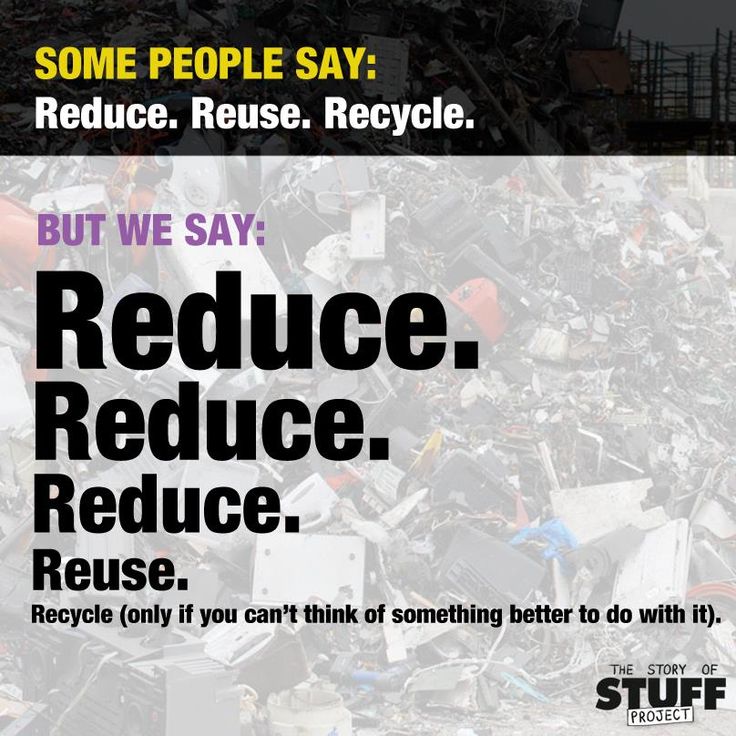 SOME PEOPLE SAY:
Reduce. Reuse. Recycle.
BUT WE SAY:
Reduce.
Reduce.
Reduce.
Reuse.
Recycle (only if you can't think of something better to do with it).
THE STORY OF
STUFF
PROJECT